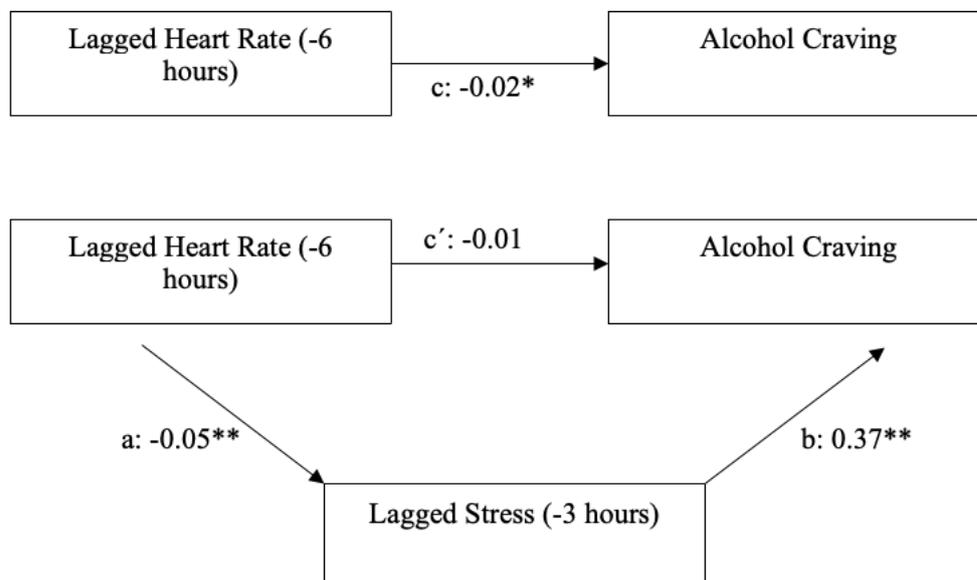 Lagged Heart Rate (-6
hours)
Alcohol Craving
c: -0.02*
Lagged Heart Rate (-6
hours)
c´: -0.01
Alcohol Craving
a: -0.05**
b: 0.37**
Lagged Stress (-3 hours)